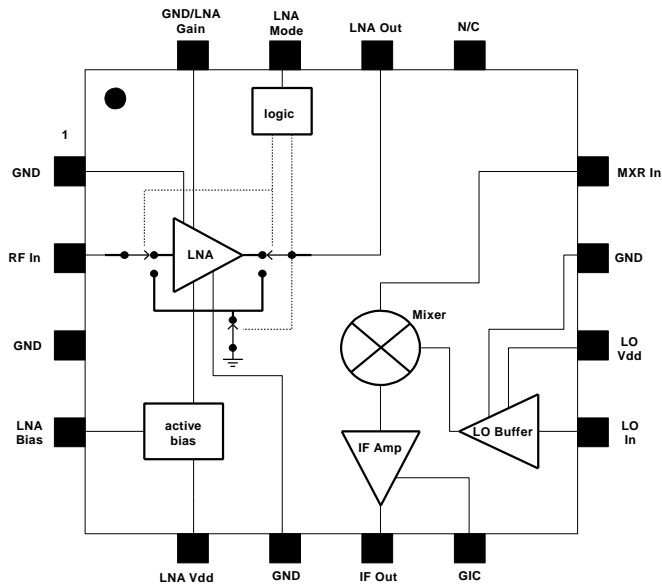 GND/LNA
Gain
LNA
Mode
LNA Out
N/C
logic
1
GND
MXR In
RF In
LNA
GND
Mixer
GND
LO
Vdd
LNA
Bias
active
bias
IF Amp
LO Buffer
LO
In
LNA Vdd
GND
IF Out
GIC